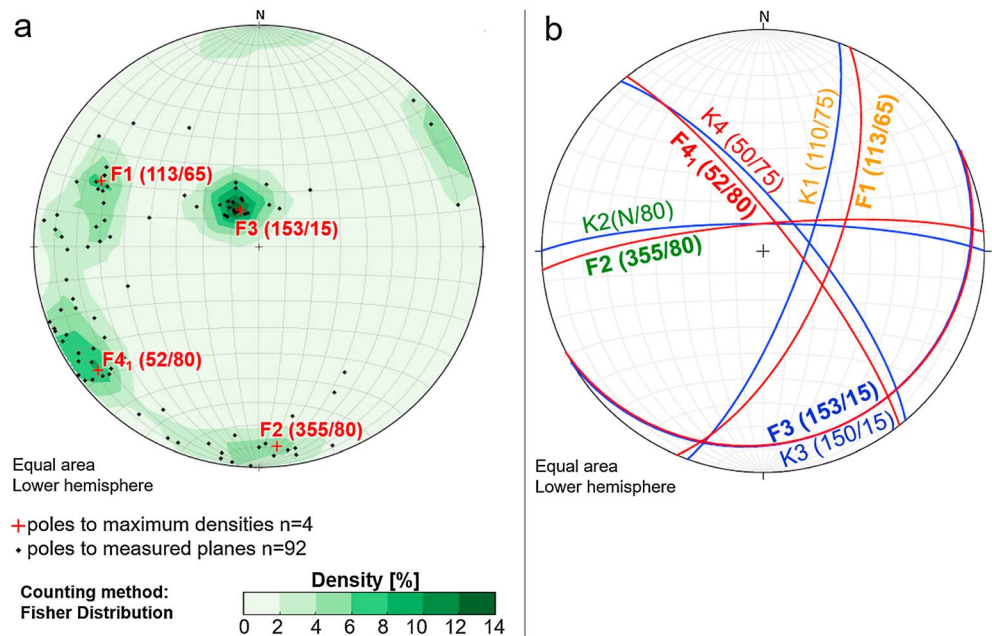 a
N
F1 (113/65)
F3 (153/15)
F4₁ (52/80)
F2 (355/80)
Equal area
Lower hemisphere
poles to maximum densities n=4
poles to measured planes n=92
Counting method:
Fisher Distribution
Density [%]
0 2 4 6 8 10 12 14
b
N
K4 (50/75)
F4₁ (52/80)
K1 (110/75)
F1 (113/65)
K2(N/80)
F2 (355/80)
F3 (153/15)
K3 (150/15)
Equal area
Lower hemisphere